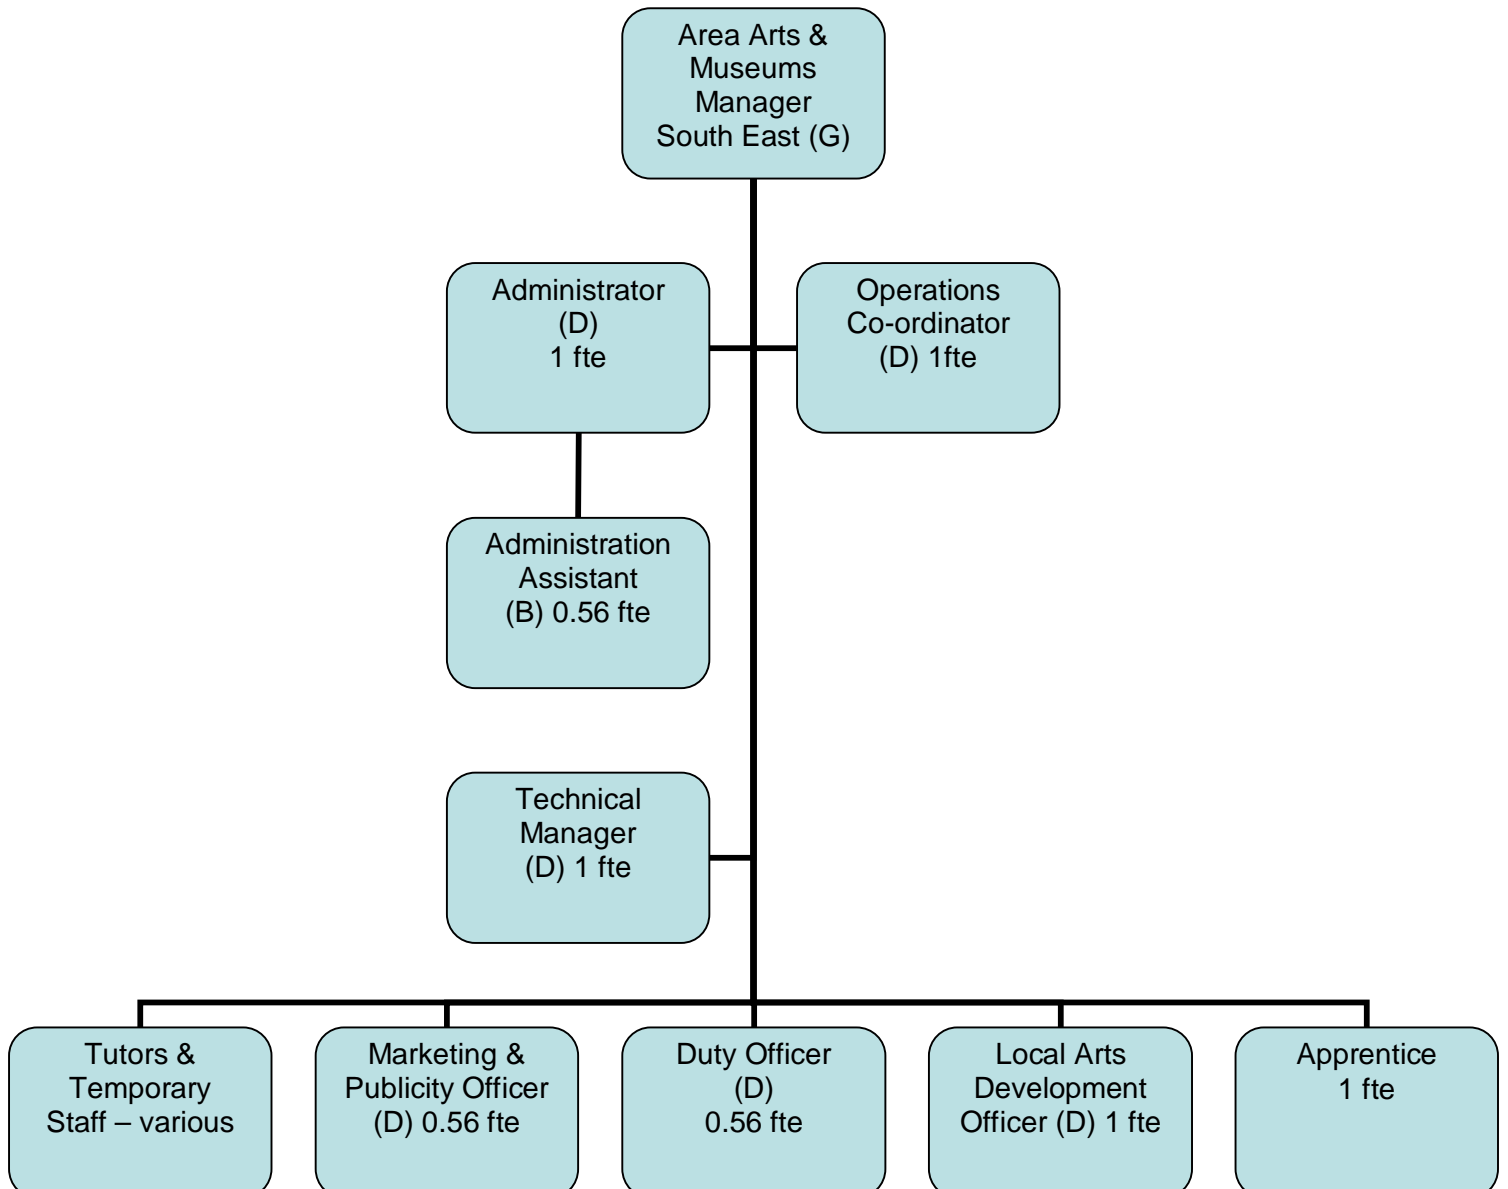 Area Arts &
Museums
Manager
South East (G)
Administrator
(D)
1 fte
Operations
Co-ordinator
(D) 1fte
Administration
Assistant
(B) 0.56 fte
Technical
Manager
(D) 1 fte
Tutors &
Temporary
Staff – various
Marketing &
Publicity Officer
(D) 0.56 fte
Duty Officer
(D)
0.56 fte
Local Arts
Development
Officer (D) 1 fte
Apprentice
1 fte